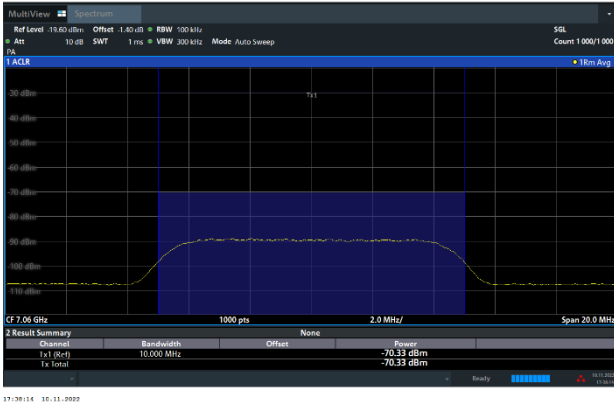 MultiView Spectrum
Ref Level -19.60 dBm Offset -1.40 dB RBW 100 kHz SGL
Att 10 dB SWT 1 ms VBW 300 kHz Mode Auto Sweep Count 1000/1000
PA
1 ACLR 1Rm Avg
Tx1
-30 dBm
-40 dBm
-50 dBm
-60 dBm
-70 dBm
-80 dBm
-90 dBm
-100 dBm
-110 dBm
CF 7.06 GHz 1000 pts 2.0 MHz/ Span 20.0 MHz
2 Result Summary None
Channel Bandwidth Offset Power
Tx1 (Ref) 10.000 MHz -70.33 dBm
Tx Total -70.33 dBm
Ready 10.11.2022
17:30:14 10.11.2022